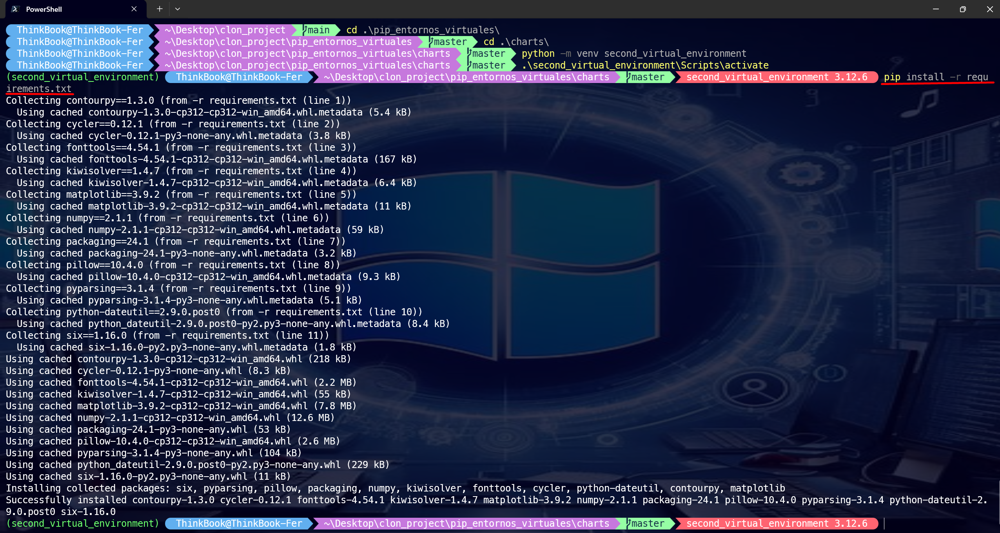 PowerShell
ThinkBook@ThinkBook-Fer ~\Desktop\clon_project main cd .\pip_entornos_virtuales\
ThinkBook@ThinkBook-Fer ~\Desktop\clon_project\pip_entornos_virtuales master cd .\charts\
ThinkBook@ThinkBook-Fer ~\Desktop\clon_project\pip_entornos_virtuales\charts master python -m venv second_virtual_environment
ThinkBook@ThinkBook-Fer ~\Desktop\clon_project\pip_entornos_virtuales\charts master .\second_virtual_environment\Scripts\activate
(second_virtual_environment) ThinkBook@ThinkBook-Fer ~\Desktop\clon_project\pip_entornos_virtuales\charts master second_virtual_environment 3.12.6 pip install -r requ
irements.txt
Collecting contourpy==1.3.0 (from -r requirements.txt (line 1))
Using cached contourpy-1.3.0-cp312-cp312-win_amd64.whl.metadata (5.4 kB)
Collecting cycler==0.12.1 (from -r requirements.txt (line 2))
Using cached cycler-0.12.1-py3-none-any.whl.metadata (3.8 kB)
Collecting fonttools==4.54.1 (from -r requirements.txt (line 3))
Using cached fonttools-4.54.1-cp312-cp312-win_amd64.whl.metadata (167 kB)
Collecting kiwisolver==1.4.7 (from -r requirements.txt (line 4))
Using cached kiwisolver-1.4.7-cp312-cp312-win_amd64.whl.metadata (6.4 kB)
Collecting matplotlib==3.9.2 (from -r requirements.txt (line 5))
Using cached matplotlib-3.9.2-cp312-cp312-win_amd64.whl.metadata (11 kB)
Collecting numpy==2.1.1 (from -r requirements.txt (line 6))
Using cached numpy-2.1.1-cp312-cp312-win_amd64.whl.metadata (59 kB)
Collecting packaging==24.1 (from -r requirements.txt (line 7))
Using cached packaging-24.1-py3-none-any.whl.metadata (3.2 kB)
Collecting pillow==10.4.0 (from -r requirements.txt (line 8))
Using cached pillow-10.4.0-cp312-cp312-win_amd64.whl.metadata (9.3 kB)
Collecting pyparsing==3.1.4 (from -r requirements.txt (line 9))
Using cached pyparsing-3.1.4-py3-none-any.whl.metadata (5.1 kB)
Collecting python-dateutil==2.9.0.post0 (from -r requirements.txt (line 10))
Using cached python_dateutil-2.9.0.post0-py2.py3-none-any.whl.metadata (8.4 kB)
Collecting six==1.16.0 (from -r requirements.txt (line 11))
Using cached six-1.16.0-py2.py3-none-any.whl.metadata (1.8 kB)
Using cached contourpy-1.3.0-cp312-cp312-win_amd64.whl (218 kB)
Using cached cycler-0.12.1-py3-none-any.whl (8.3 kB)
Using cached fonttools-4.54.1-cp312-cp312-win_amd64.whl (2.2 MB)
Using cached kiwisolver-1.4.7-cp312-cp312-win_amd64.whl (55 kB)
Using cached matplotlib-3.9.2-cp312-cp312-win_amd64.whl (7.8 MB)
Using cached numpy-2.1.1-cp312-cp312-win_amd64.whl (12.6 MB)
Using cached packaging-24.1-py3-none-any.whl (53 kB)
Using cached pillow-10.4.0-cp312-cp312-win_amd64.whl (2.6 MB)
Using cached pyparsing-3.1.4-py3-none-any.whl (104 kB)
Using cached python_dateutil-2.9.0.post0-py2.py3-none-any.whl (229 kB)
Using cached six-1.16.0-py2.py3-none-any.whl (11 kB)
Installing collected packages: six, pyparsing, pillow, packaging, numpy, kiwisolver, fonttools, cycler, python-dateutil, contourpy, matplotlib
Successfully installed contourpy-1.3.0 cycler-0.12.1 fonttools-4.54.1 kiwisolver-1.4.7 matplotlib-3.9.2 numpy-2.1.1 packaging-24.1 pillow-10.4.0 pyparsing-3.1.4 python-dateutil-2.
9.0.post0 six-1.16.0
(second_virtual_environment) ThinkBook@ThinkBook-Fer ~\Desktop\clon_project\pip_entornos_virtuales\charts master second_virtual_environment 3.12.6